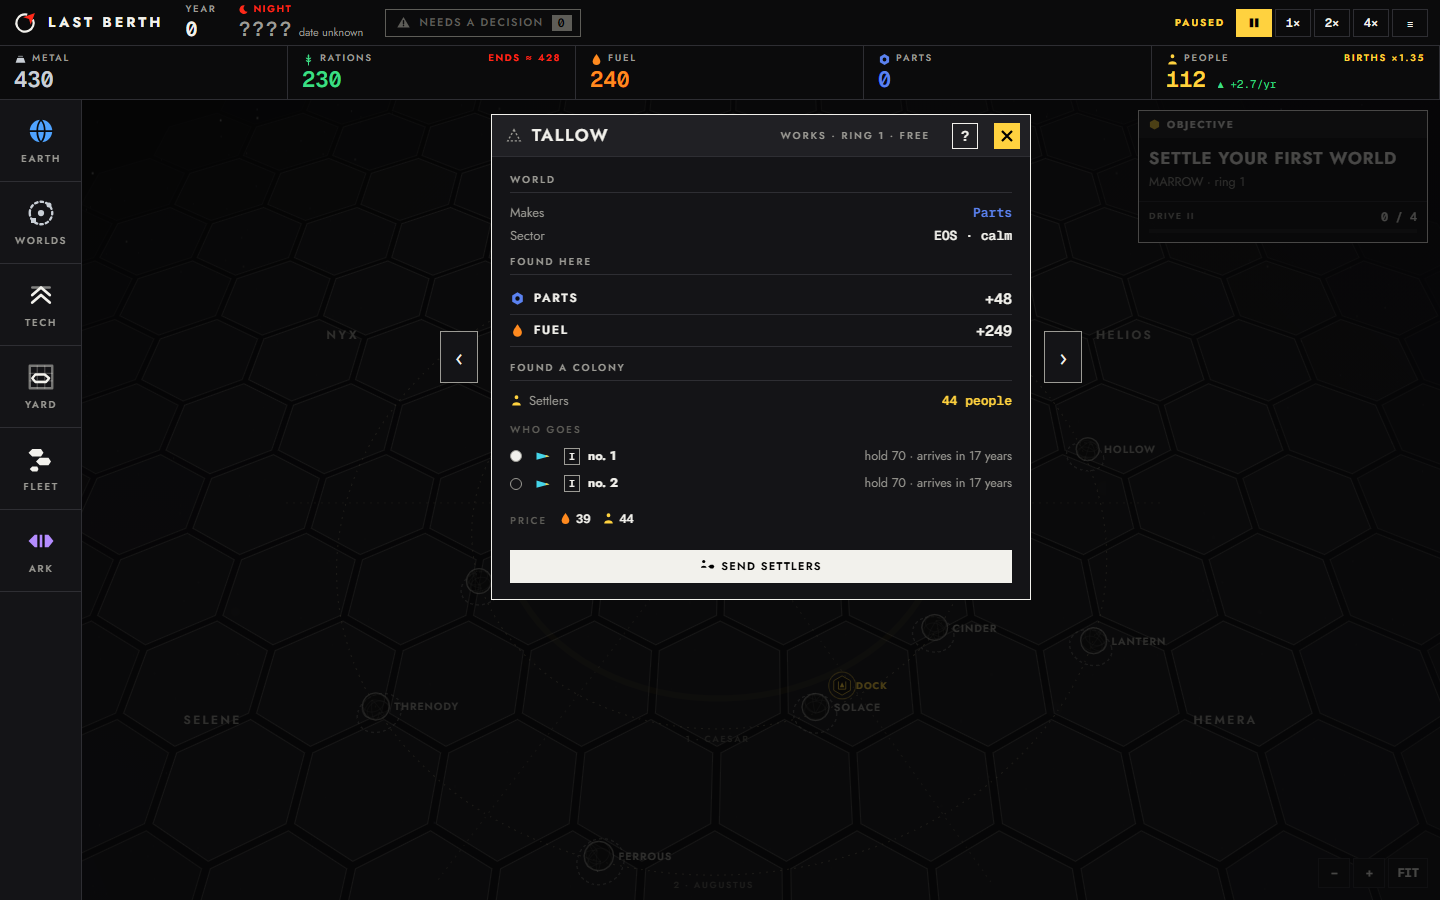 LAST BERTH
YEAR
0
NIGHT
???? date unknown
NEEDS A DECISION 0
PAUSED
1×
2×
4×
METAL
430
RATIONS
ENDS ≈ 428
230
FUEL
240
PARTS
0
PEOPLE
BIRTHS ×1.35
112 ▲ +2.7/yr
EARTH
WORLDS
TECH
YARD
FLEET
ARK
TALLOW
WORKS · RING 1 · FREE
?
WORLD
Makes Parts
Sector EOS · calm
FOUND HERE
PARTS +48
FUEL +249
FOUND A COLONY
Settlers 44 people
WHO GOES
I no. 1 hold 70 · arrives in 17 years
I no. 2 hold 70 · arrives in 17 years
PRICE 39 44
SEND SETTLERS
OBJECTIVE
SETTLE YOUR FIRST WORLD
MARROW · ring 1
DRIVE II 0 / 4
NYX
HELIOS
HOLLOW
CINDER
LANTERN
DOCK
SOLACE
THRENODY
SELENE
HEMERA
1 · CAESAR
FERROUS
2 · AUGUSTUS
− + FIT